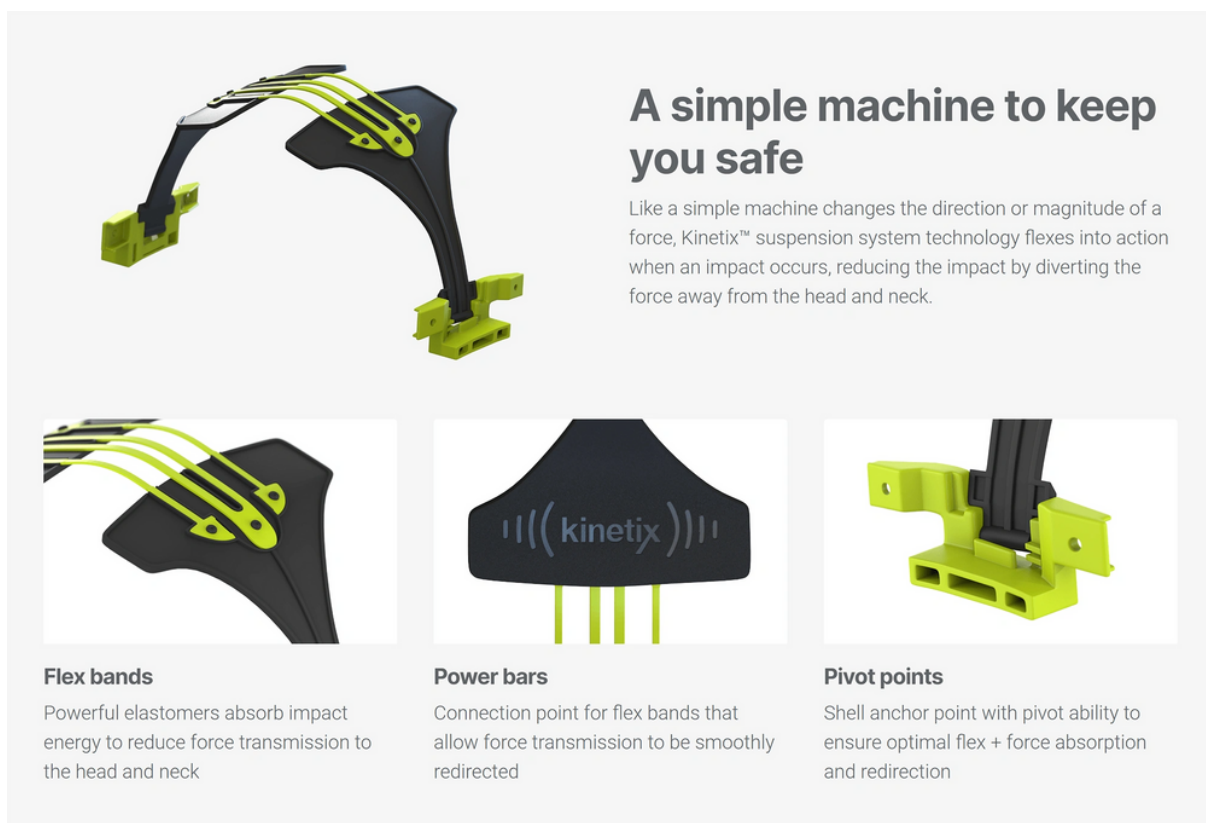 A simple machine to keep
you safe
Like a simple machine changes the direction or magnitude of a
force, Kinetix™ suspension system technology flexes into action
when an impact occurs, reducing the impact by diverting the
force away from the head and neck.
kinetix
Flex bands
Powerful elastomers absorb impact
energy to reduce force transmission to
the head and neck
Power bars
Connection point for flex bands that
allow force transmission to be smoothly
redirected
Pivot points
Shell anchor point with pivot ability to
ensure optimal flex + force absorption
and redirection